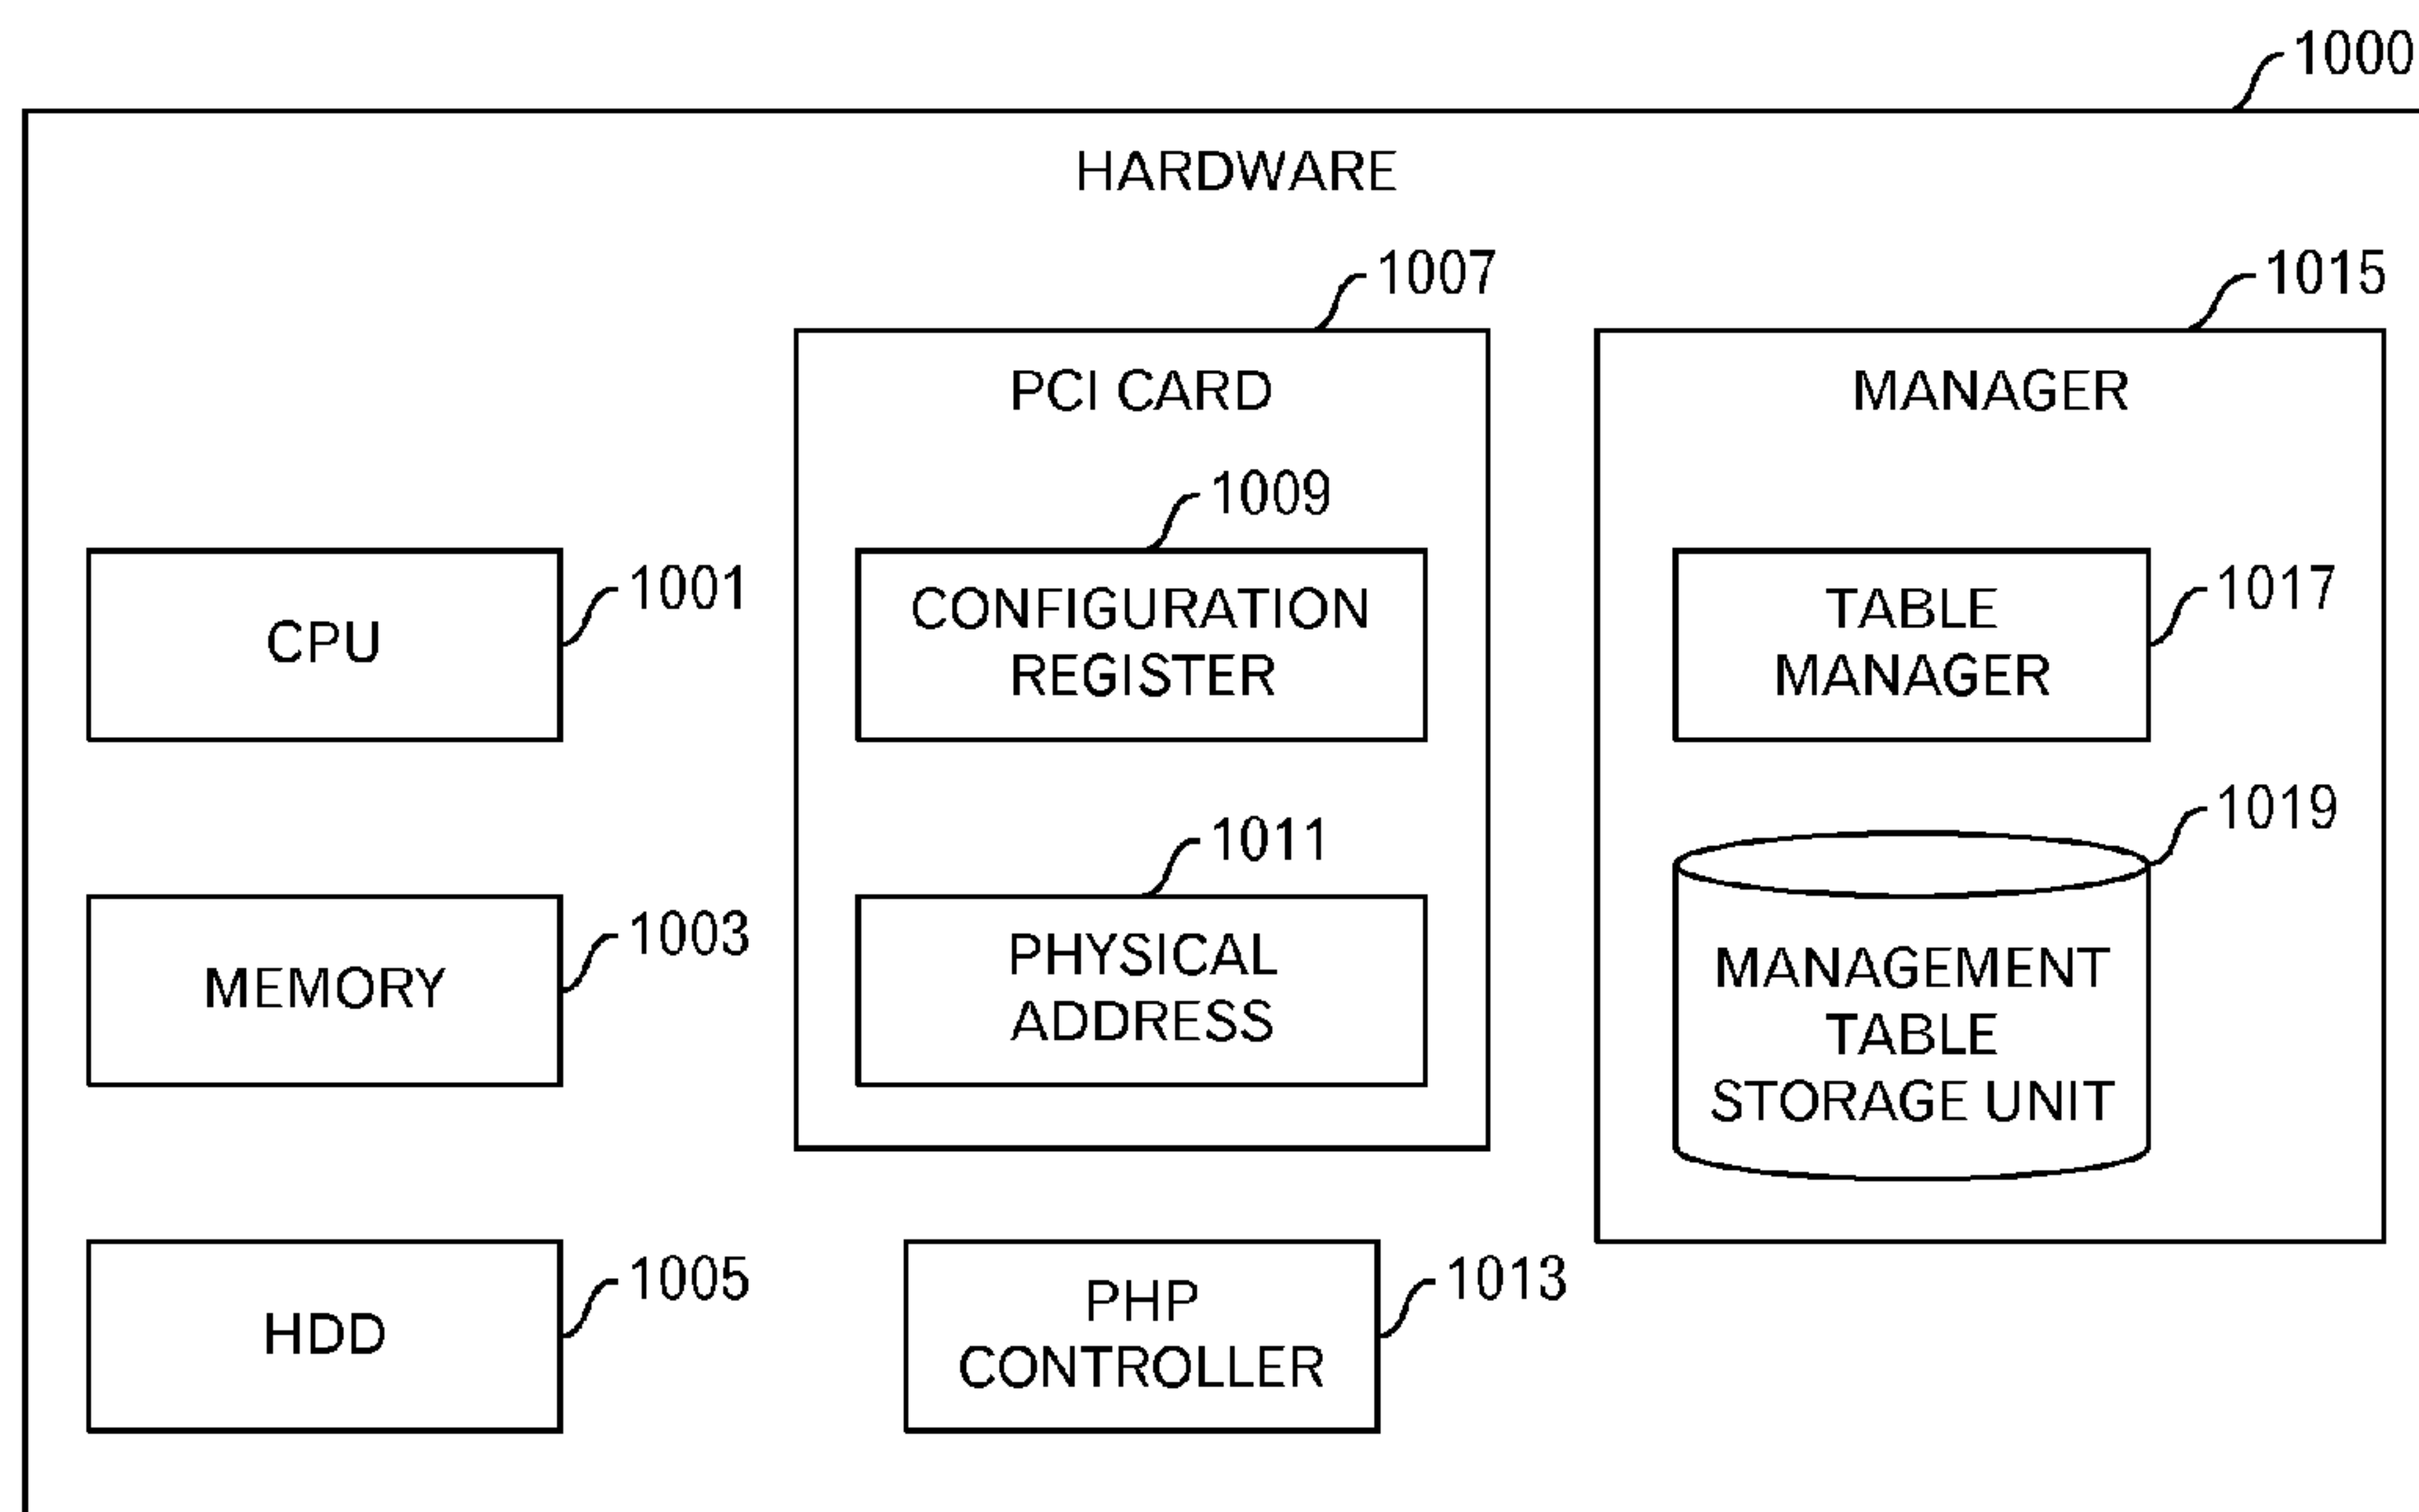 1000
HARDWARE
1007
1015
PCI CARD
MANAGER
1009
CONFIGURATION
REGISTER
1001
CPU
1017
TABLE
MANAGER
1011
PHYSICAL
ADDRESS
1003
MEMORY
1019
MANAGEMENT
TABLE
STORAGE UNIT
1005
HDD
1013
PHP
CONTROLLER